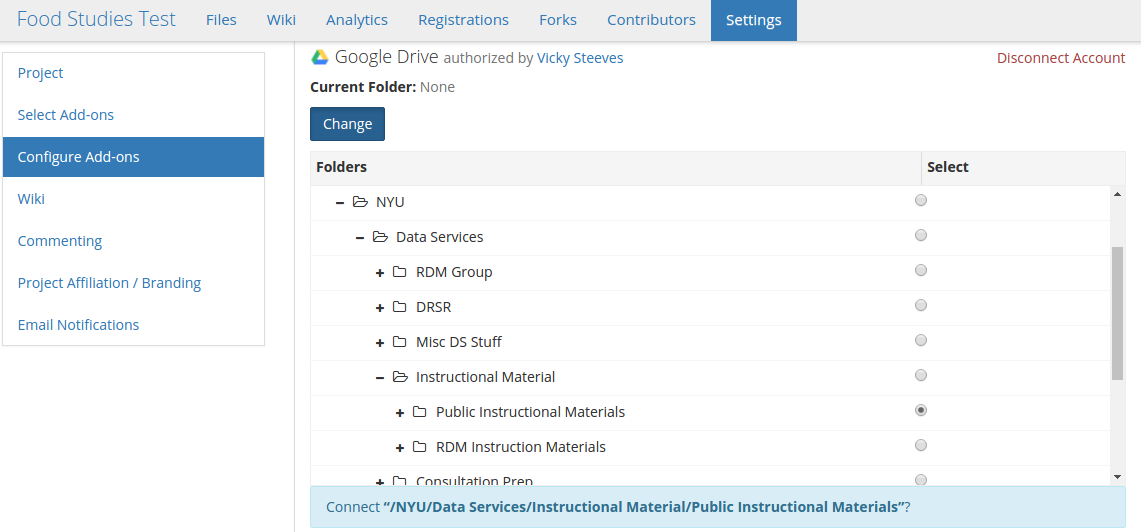 Food Studies Test Files Wiki Analytics Registrations Forks Contributors Settings
Project
Select Add-ons
Configure Add-ons
Wiki
Commenting
Project Affiliation / Branding
Email Notifications
Google Drive authorized by Vicky Steeves Disconnect Account
Current Folder: None
Change
Folders Select
NYU
Data Services
RDM Group
DRSR
Misc DS Stuff
Instructional Material
Public Instructional Materials
RDM Instruction Materials
Consultation Prep
Connect “/NYU/Data Services/Instructional Material/Public Instructional Materials”?